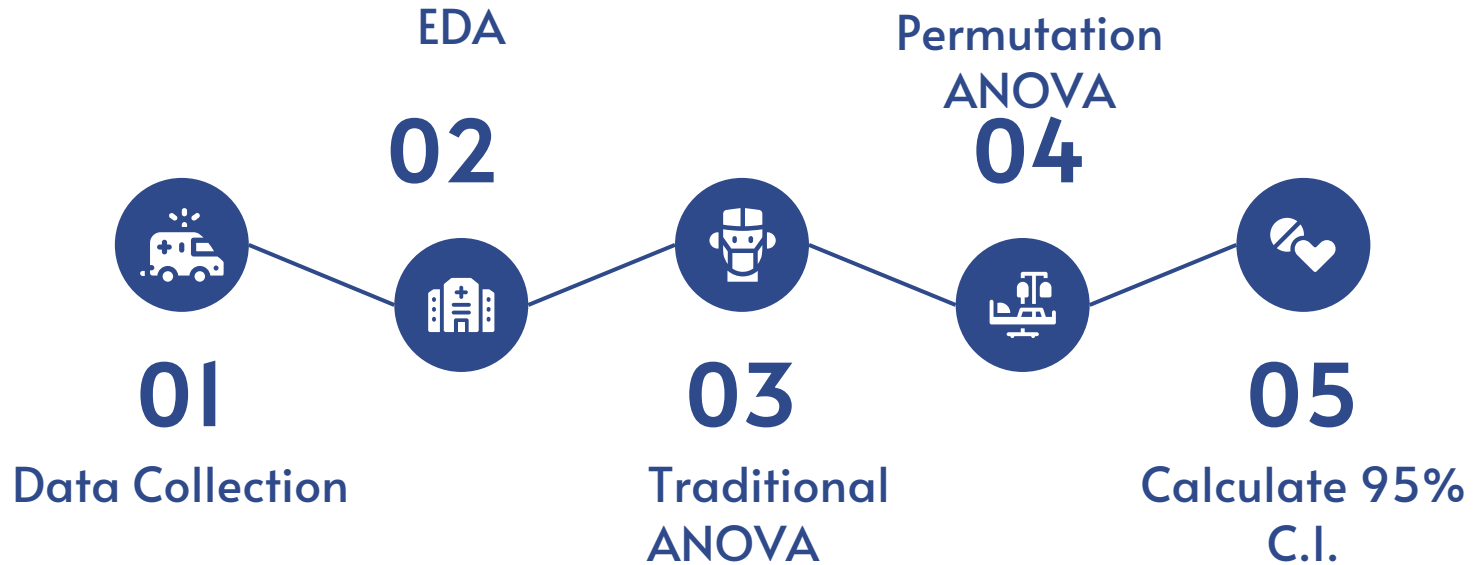 EDA
02
Permutation
ANOVA
04
01
Data Collection
03
Traditional
ANOVA
05
Calculate 95%
C.I.